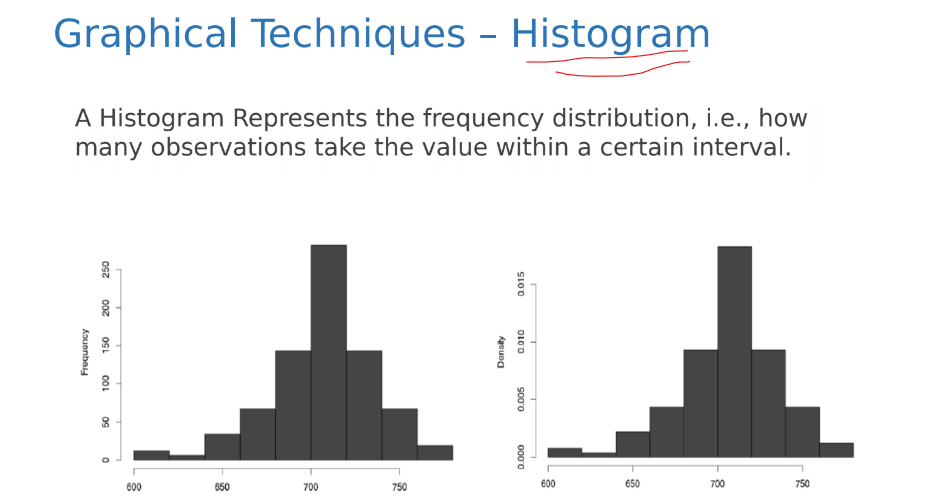 Graphical Techniques – Histogram
A Histogram Represents the frequency distribution, i.e., how
many observations take the value within a certain interval.
Frequency
250
200
150
100
50
0
600 650 700 750
Density
0.015
0.010
0.005
0.000
600 650 700 750